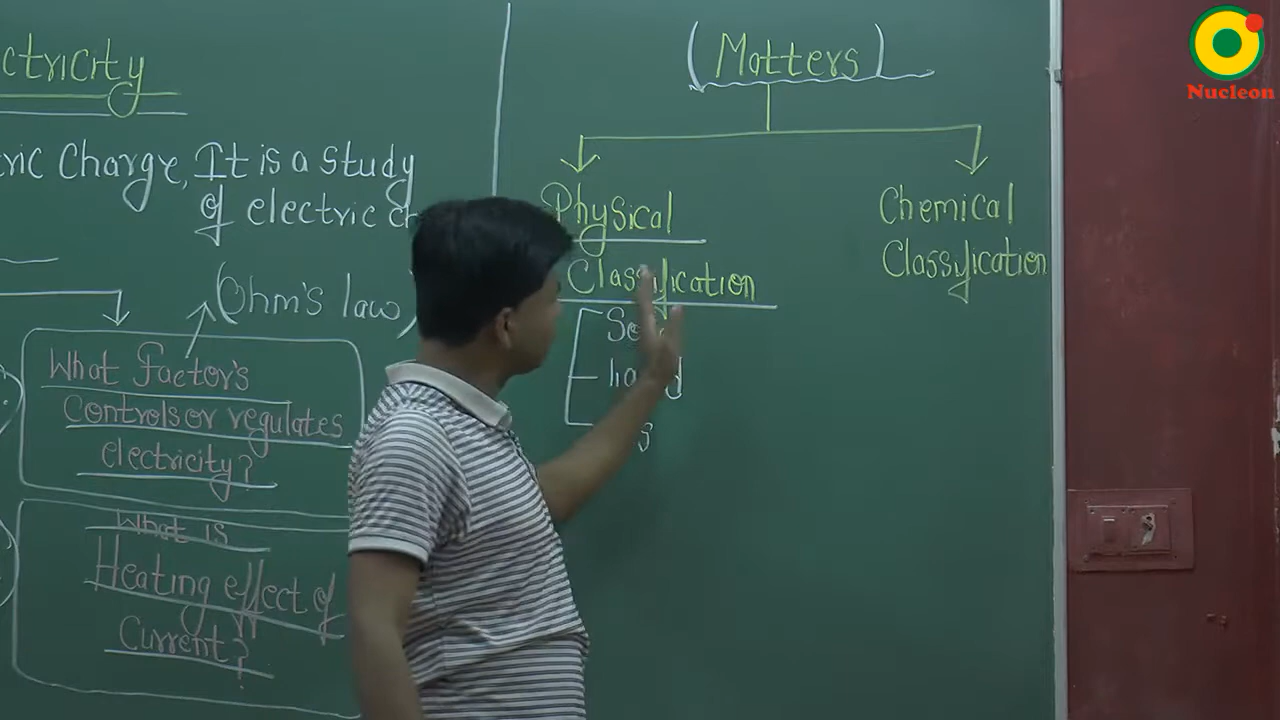 ctricity
ric Charge, It is a study
of electric
(Ohm's law)
What Factor's
Controls or regulates
electricity?
What is
Heating effect of
Current?
(Matters)
Physical
Classification
Chemical
Classification
Nucleon